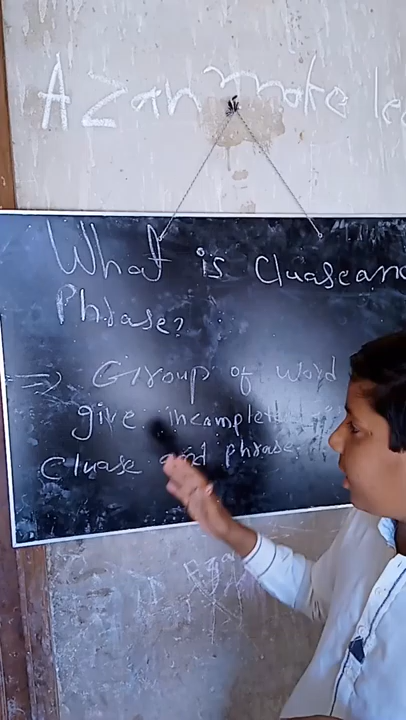 Azan make le
What is Cluase and
Phrase?
⇒ Group of word
give incomplete
Cluase and phrase